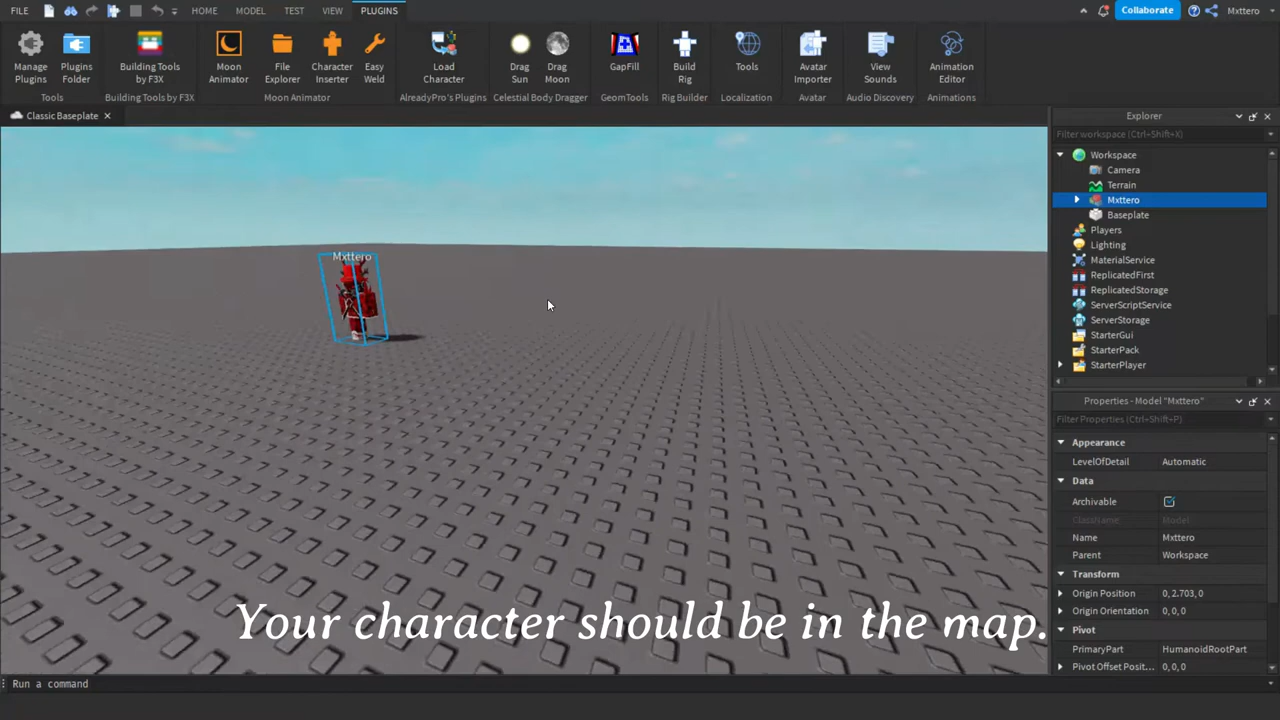 FILE HOME MODEL TEST VIEW PLUGINS Collaborate Mxttero
Manage Plugins
Plugins Folder
Building Tools by F3X
Moon Animator
File Explorer
Character Inserter
Easy Weld
Load Character
Drag Sun
Drag Moon
GapFill
Build Rig
Tools
Avatar Importer
View Sounds
Animation Editor
Tools Building Tools by F3X Moon Animator AlreadyPro's Plugins Celestial Body Dragger GeomTools Rig Builder Localization Avatar Audio Discovery Animations
Classic Baseplate
Explorer
Filter workspace (Ctrl+Shift+X)
Workspace
Camera
Terrain
Mxttero
Baseplate
Players
Lighting
MaterialService
ReplicatedFirst
ReplicatedStorage
ServerScriptService
ServerStorage
StarterGui
StarterPack
StarterPlayer
Mxttero
Properties - Model "Mxttero"
Filter Properties (Ctrl+Shift+P)
Appearance
LevelOfDetail Automatic
Data
Archivable
ClassName Model
Name Mxttero
Parent Workspace
Transform
Origin Position 0, 2.703, 0
Origin Orientation 0, 0, 0
Pivot
PrimaryPart HumanoidRootPart
Pivot Offset Posit... 0, 0, 0
Your character should be in the map.
Run a command